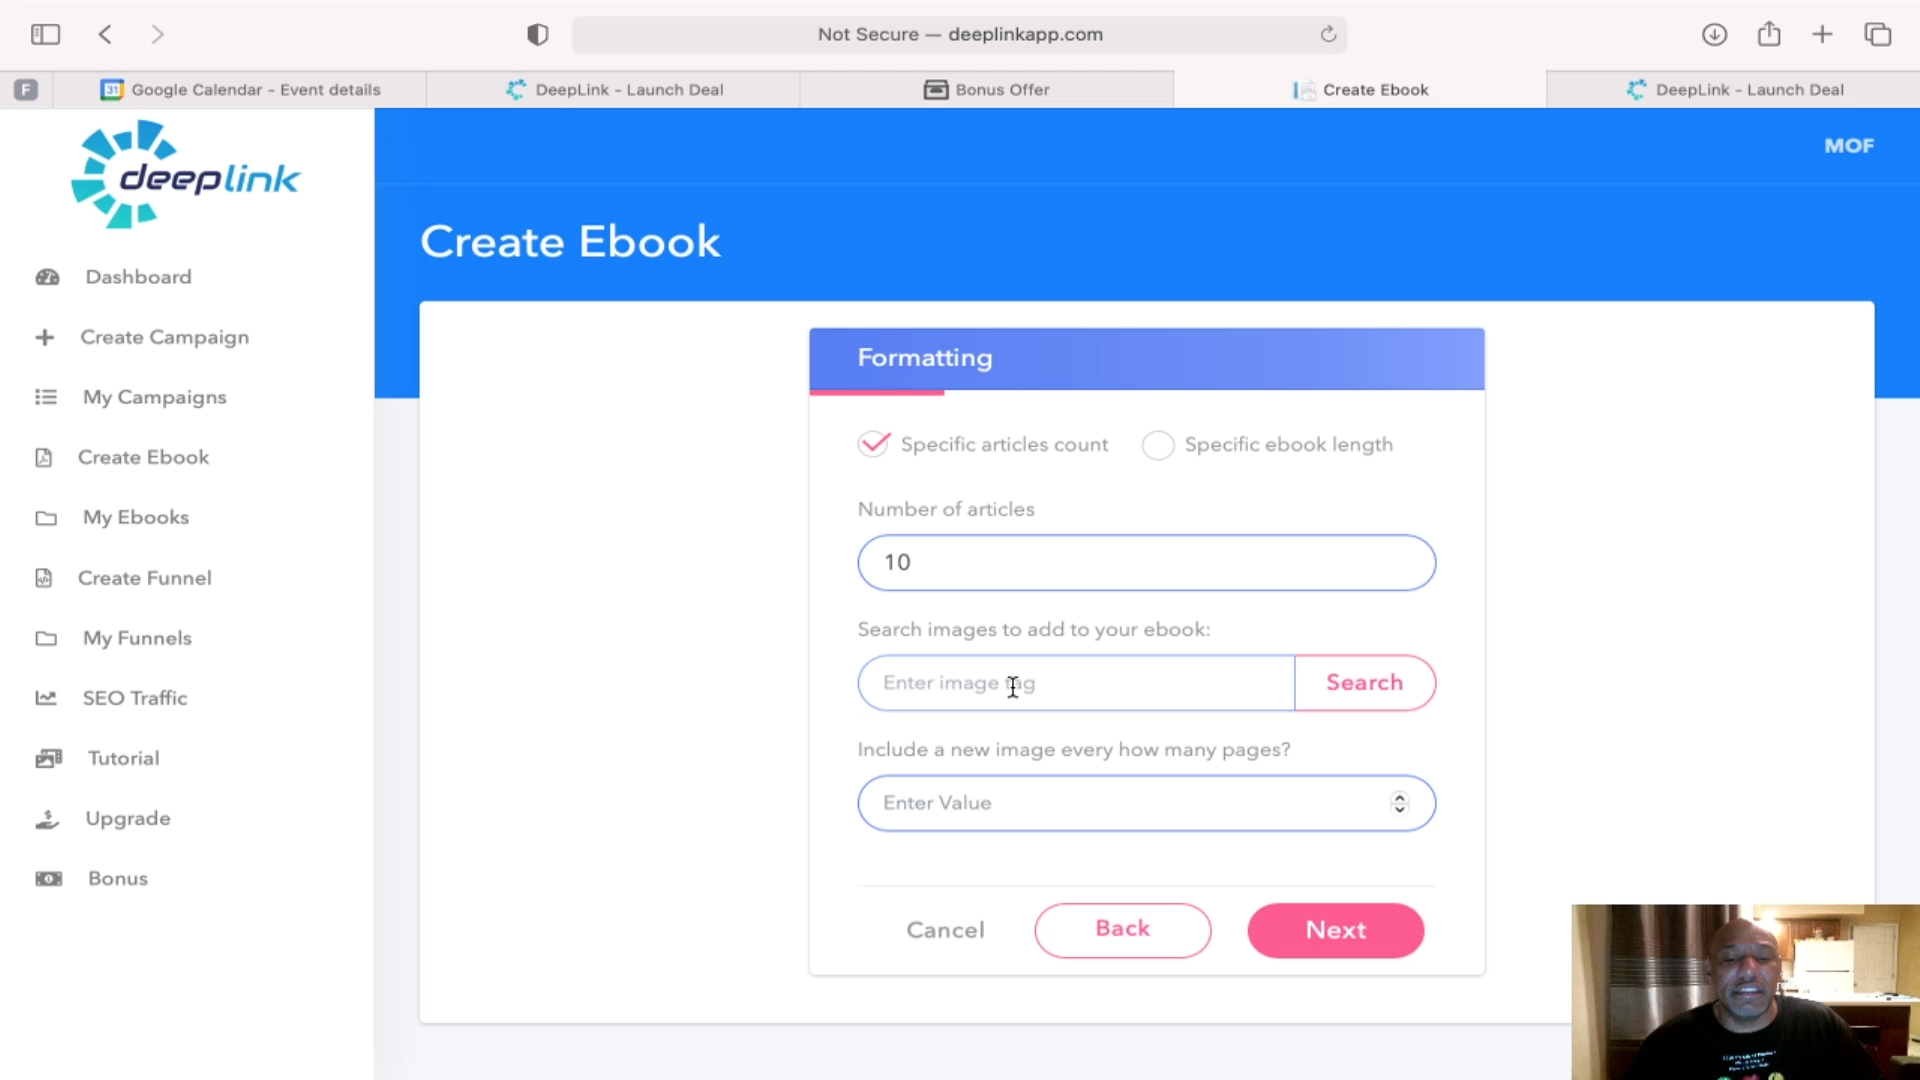 Not Secure — deeplinkapp.com
F
31
Google Calendar - Event details
DeepLink - Launch Deal
Bonus Offer
Create Ebook
DeepLink - Launch Deal
deeplink
MOF
Create Ebook
Dashboard
Create Campaign
My Campaigns
Create Ebook
My Ebooks
Create Funnel
My Funnels
SEO Traffic
Tutorial
Upgrade
Bonus
Formatting
Specific articles count
Specific ebook length
Number of articles
10
Search images to add to your ebook:
Enter image tag
Search
Include a new image every how many pages?
Enter Value
Cancel
Back
Next